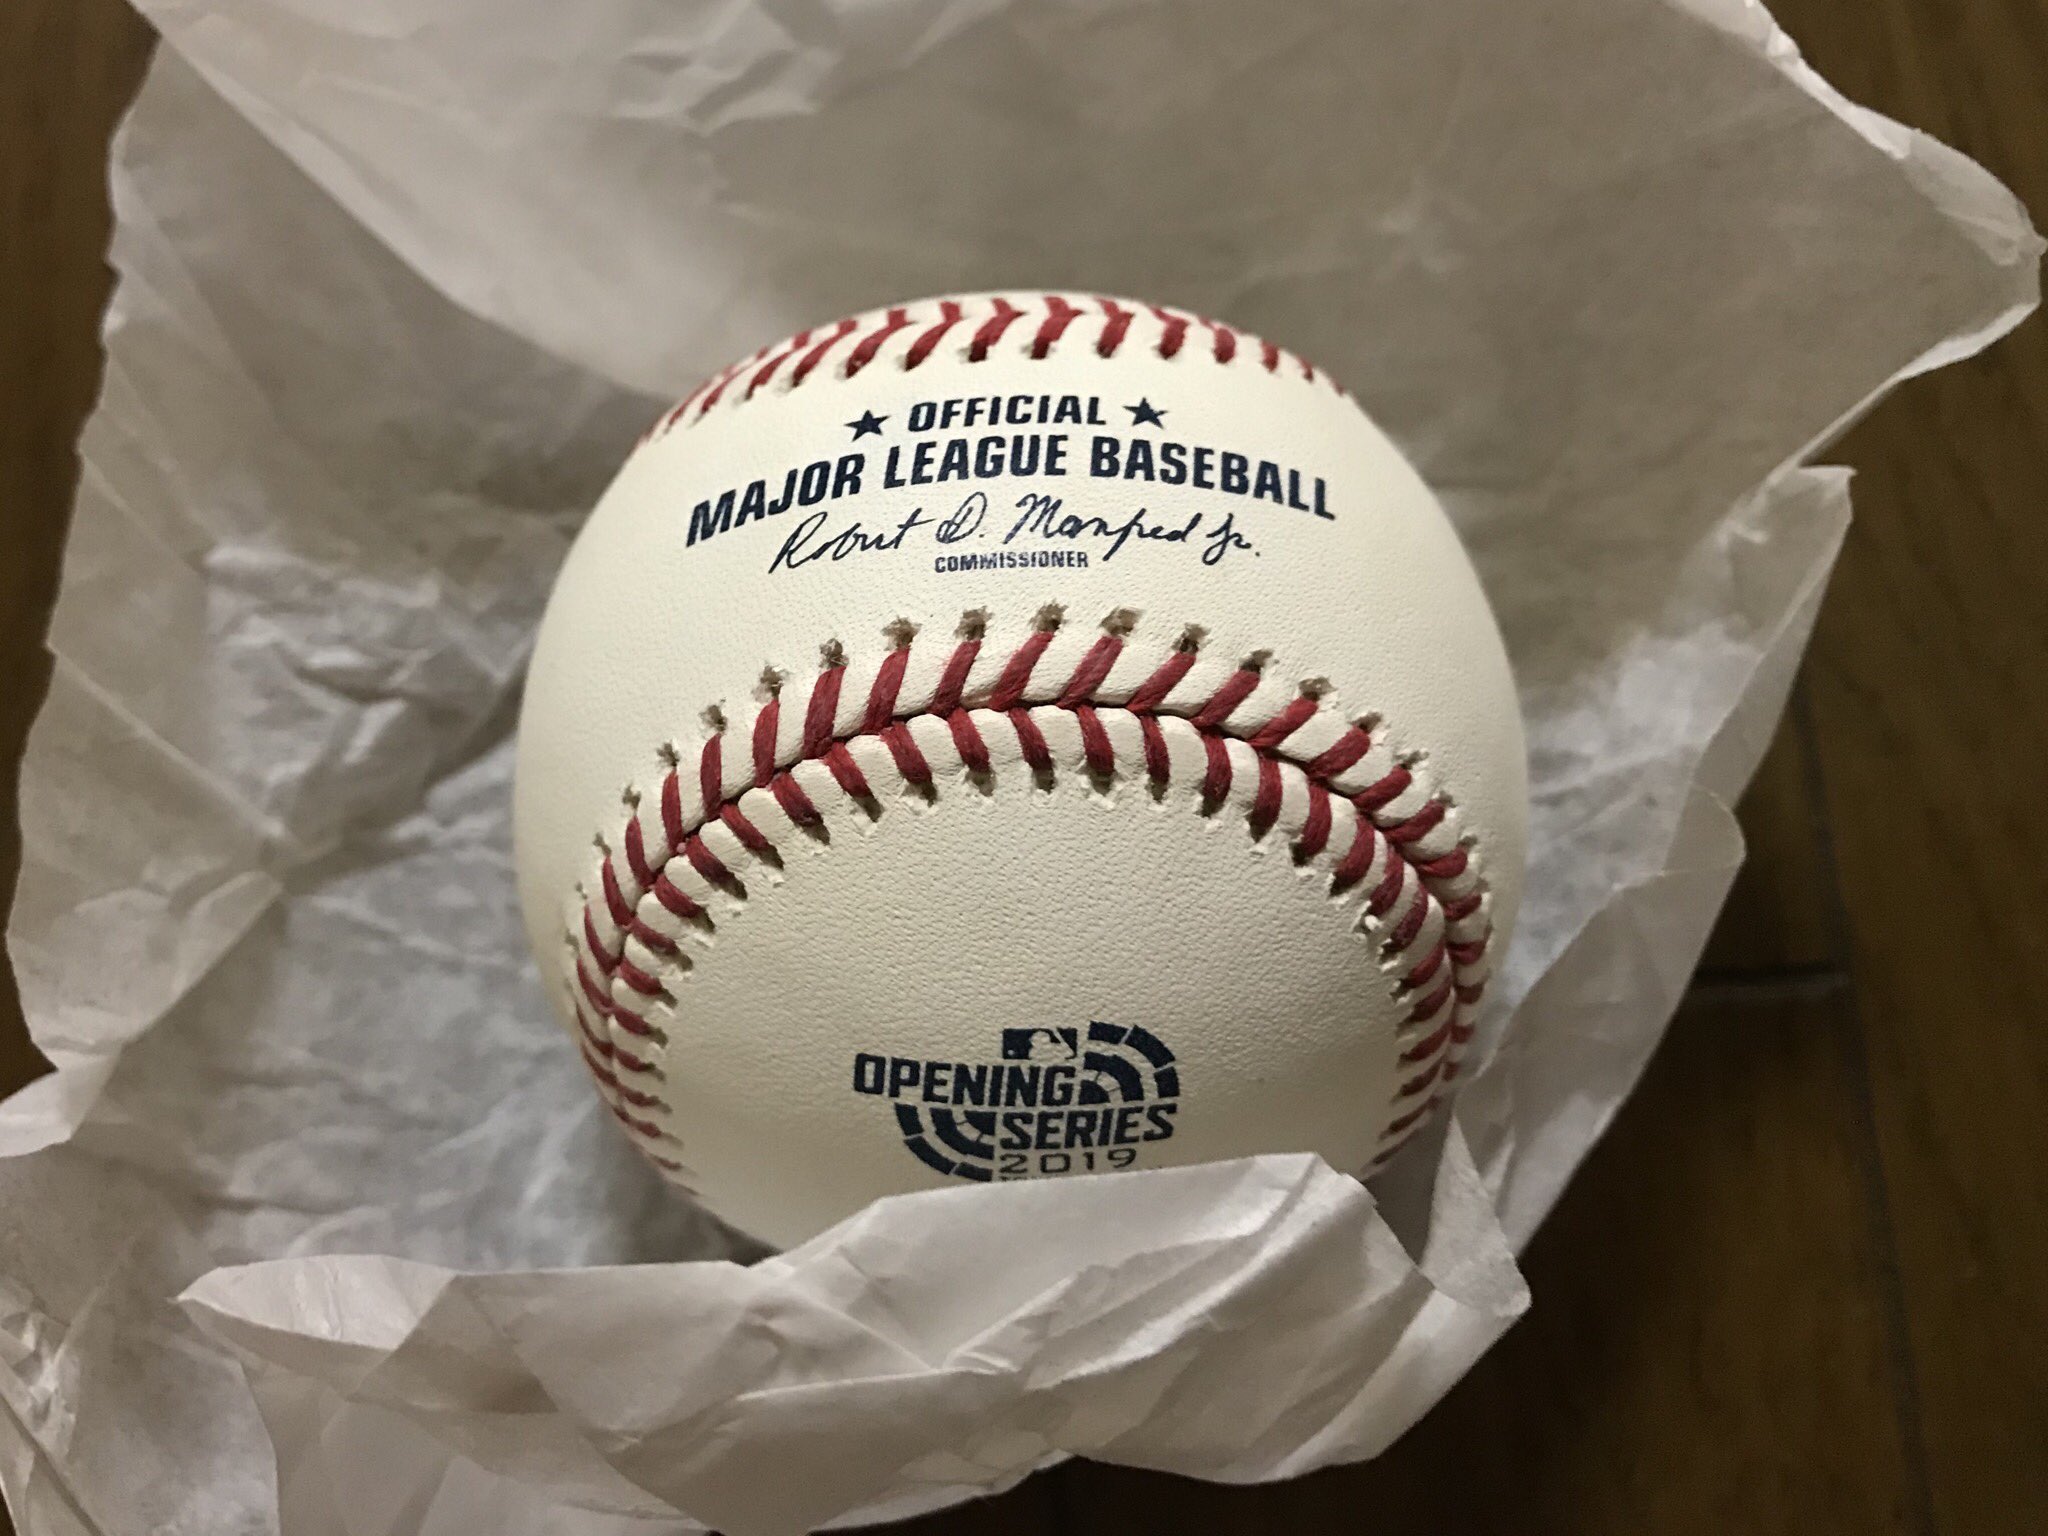 ★ OFFICIAL ★
MAJOR LEAGUE BASEBALL
Robert D. Manfred Jr.
COMMISSIONER
OPENING
SERIES
2019